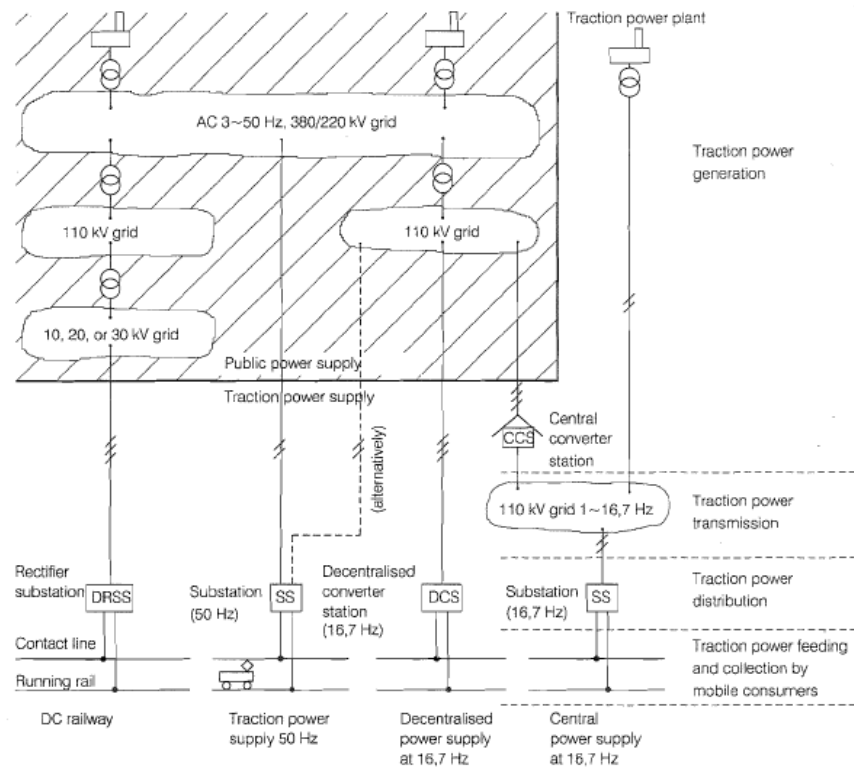 Traction power plant
AC 3~50 Hz, 380/220 kV grid
Traction power
generation
110 kV grid
110 kV grid
10, 20, or 30 kV grid
Public power supply
Traction power supply
(alternatively)
CCS
Central
converter
station
110 kV grid 1~16,7 Hz
Traction power
transmission
Rectifier
substation
DRSS
Substation
(50 Hz)
SS
Decentralised
converter
station
(16,7 Hz)
DCS
Substation
(16,7 Hz)
SS
Traction power
distribution
Contact line
Running rail
Traction power feeding
and collection by
mobile consumers
DC railway
Traction power
supply 50 Hz
Decentralised
power supply
at 16,7 Hz
Central
power supply
at 16,7 Hz